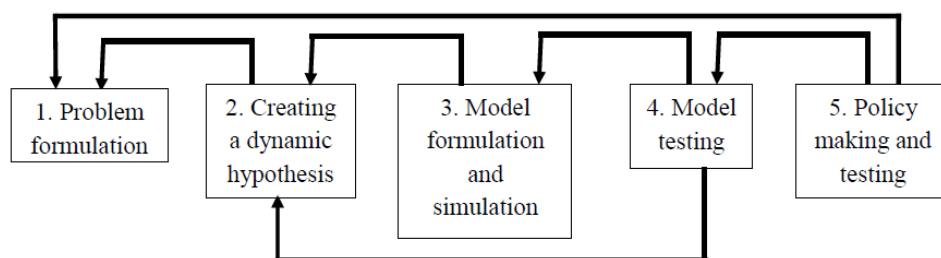 1. Problem
formulation
2. Creating
a dynamic
hypothesis
3. Model
formulation
and
simulation
4. Model
testing
5. Policy
making and
testing